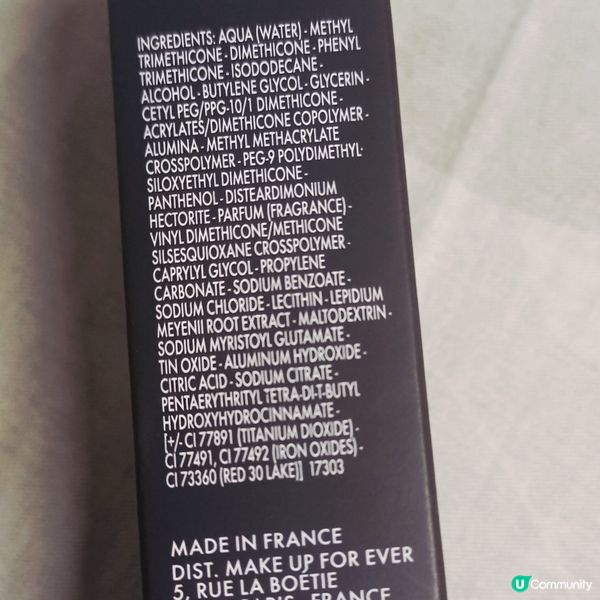 INGREDIENTS: AQUA (WATER) - METHYL
TRIMETHICONE - DIMETHICONE - PHENYL
TRIMETHICONE - ISODODECANE -
ALCOHOL - BUTYLENE GLYCOL - GLYCERIN -
CETYL PEG/PPG-10/1 DIMETHICONE -
ACRYLATES/DIMETHICONE COPOLYMER -
ALUMINA - METHYL METHACRYLATE
CROSSPOLYMER - PEG-9 POLYDIMETHYL-
SILOXYETHYL DIMETHICONE -
PANTHENOL - DISTEARDIMONIUM
HECTORITE - PARFUM (FRAGRANCE) -
VINYL DIMETHICONE/METHICONE
SILSESQUIOXANE CROSSPOLYMER -
CAPRYLYL GLYCOL - PROPYLENE
CARBONATE - SODIUM BENZOATE -
SODIUM CHLORIDE - LECITHIN - LEPIDIUM
MEYENII ROOT EXTRACT - MALTODEXTRIN -
SODIUM MYRISTOYL GLUTAMATE -
TIN OXIDE - ALUMINUM HYDROXIDE -
CITRIC ACID - SODIUM CITRATE -
PENTAERYTHRITYL TETRA-DI-T-BUTYL
HYDROXYHYDROCINNAMATE -
[+/- CI 77891 (TITANIUM DIOXIDE) -
CI 77491, CI 77492 (IRON OXIDES) -
CI 73360 (RED 30 LAKE)] 17303
MADE IN FRANCE
DIST. MAKE UP FOR EVER
5, RUE LA BOÉTIE
PARIS - FRANCE
U Community